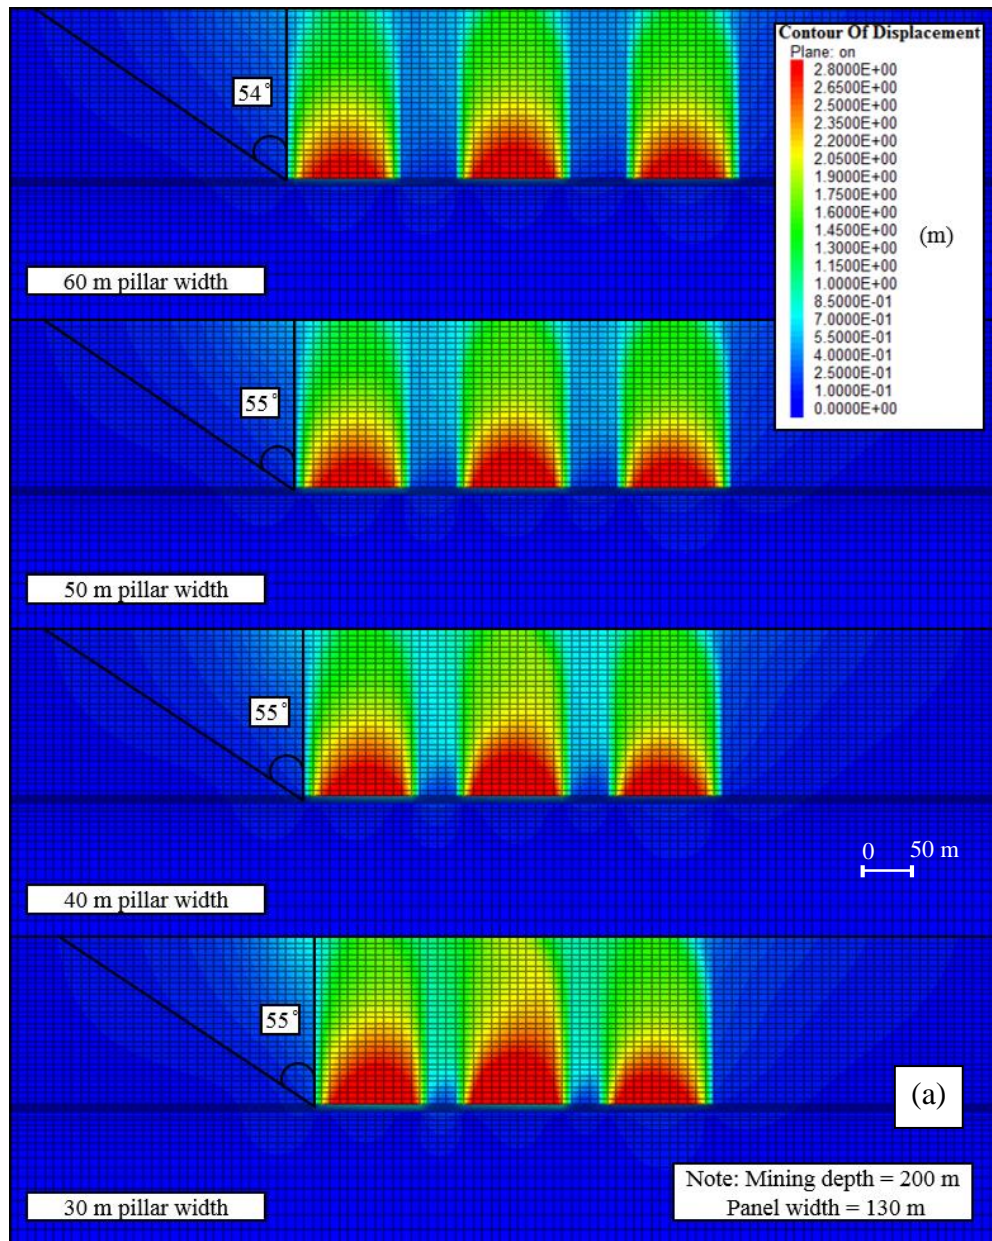 Contour Of Displacement
Plane: on
2.8000E+00
2.6500E+00
2.5000E+00
2.3500E+00
2.2000E+00
2.0500E+00
1.9000E+00
1.7500E+00
1.6000E+00
1.4500E+00
1.3000E+00
1.1500E+00
1.0000E+00
8.5000E-01
7.0000E-01
5.5000E-01
4.0000E-01
2.5000E-01
1.0000E-01
0.0000E+00
(m)
54°
60 m pillar width
55°
50 m pillar width
55°
0 50 m
40 m pillar width
55°
(a)
Note: Mining depth = 200 m
Panel width = 130 m
30 m pillar width